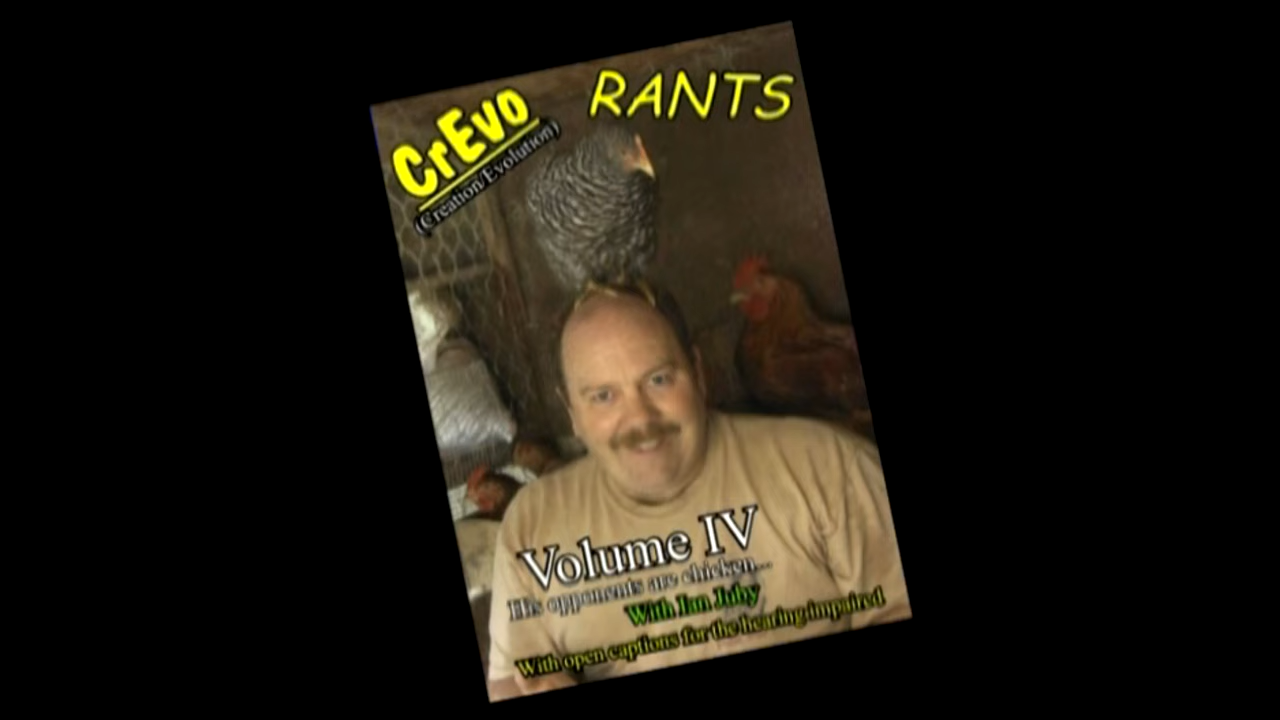 CrEvo
(Creation/Evolution)
RANTS
Volume IV
His opponents are chicken...
With Ian Juby
With open captions for the hearing impaired